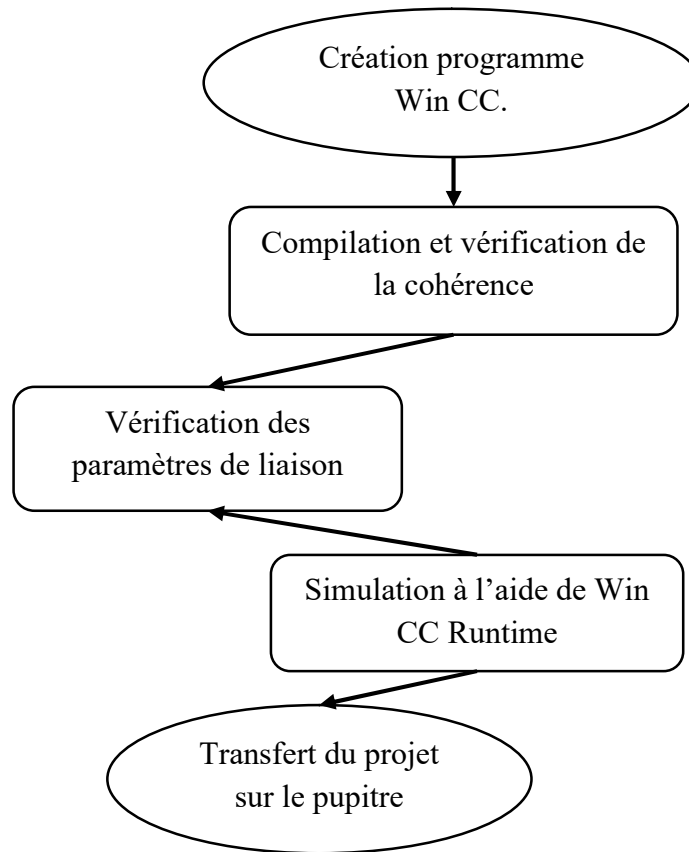 Création programme
Win CC.
Compilation et vérification de
la cohérence
Vérification des
paramètres de liaison
Simulation à l’aide de Win
CC Runtime
Transfert du projet
sur le pupitre